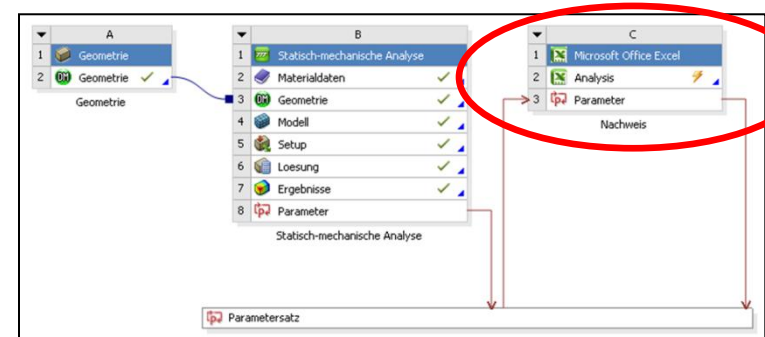 A
1 Geometrie
2 Geometrie
Geometrie
B
1 Statisch-mechanische Analyse
2 Materialdaten
3 Geometrie
4 Modell
5 Setup
6 Loesung
7 Ergebnisse
8 Parameter
Statisch-mechanische Analyse
C
1 Microsoft Office Excel
2 Analysis
3 Parameter
Nachweis
Parametersatz